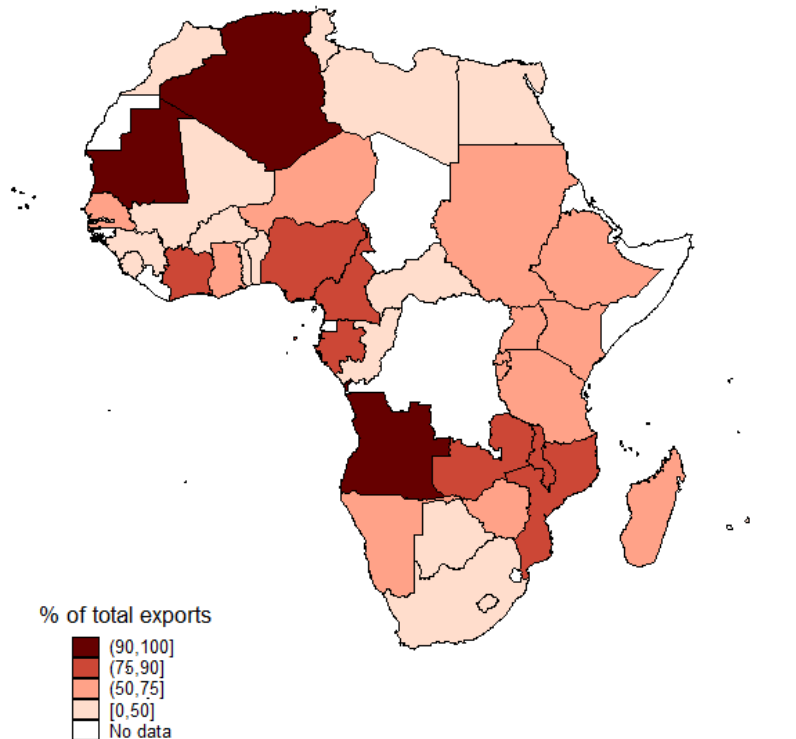 % of total exports
(90,100]
(75,90]
(50,75]
[0,50]
No data